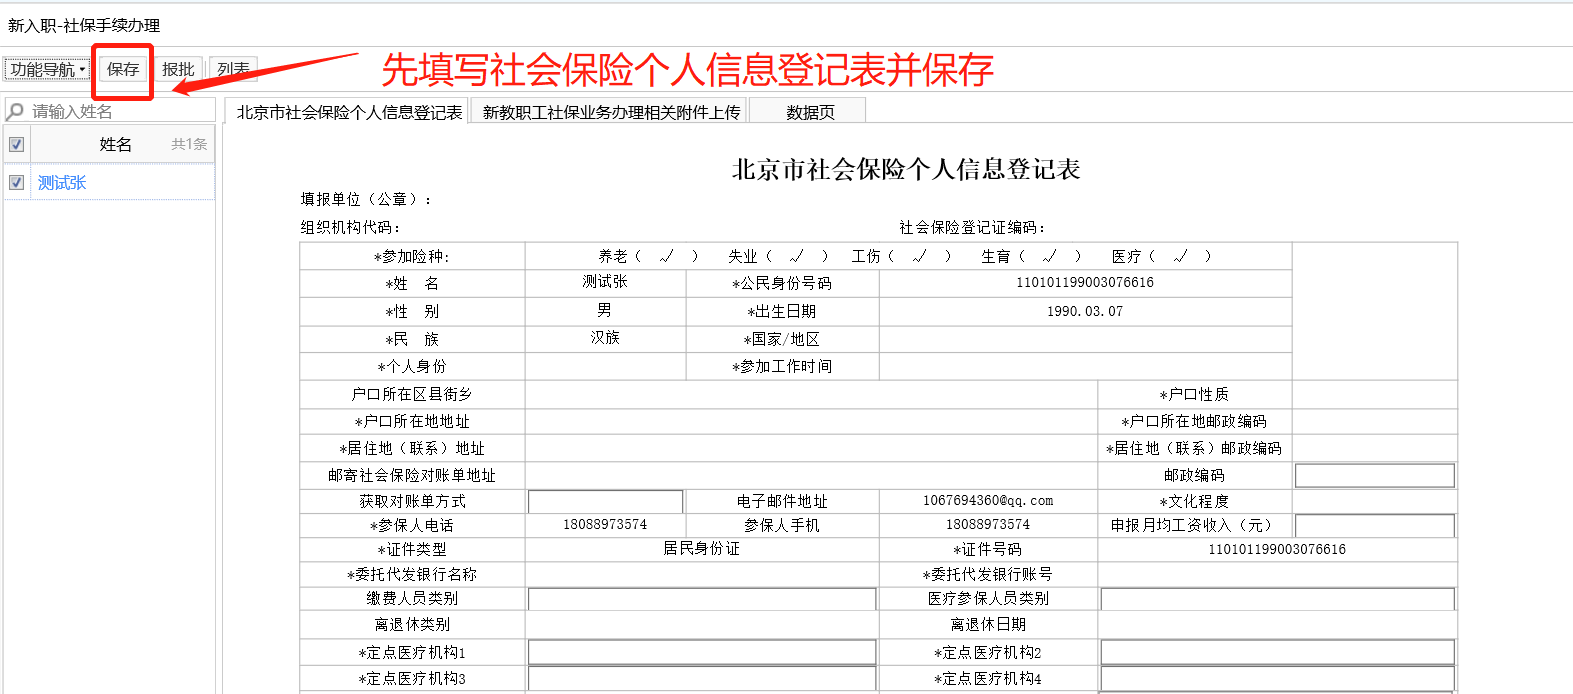 新入职-社保手续办理
功能导航 保存 报批 列表
先填写社会保险个人信息登记表并保存
请输入姓名
北京市社会保险个人信息登记表 新教职工社保业务办理相关附件上传 数据页
姓名 共1条
测试张
北京市社会保险个人信息登记表
填报单位（公章）：
组织机构代码： 社会保险登记证编码：
*参加险种： 养老（ √ ） 失业（ √ ） 工伤（ √ ） 生育（ √ ） 医疗（ √ ）
*姓 名 测试张 *公民身份号码 110101199003076616
*性 别 男 *出生日期 1990.03.07
*民 族 汉族 *国家/地区
*个人身份 *参加工作时间
户口所在区县街乡 *户口性质
*户口所在地地址 *户口所在地邮政编码
*居住地（联系）地址 *居住地（联系）邮政编码
邮寄社会保险对账单地址 邮政编码
获取对账单方式 电子邮件地址 1067694360@qq.com *文化程度
*参保人电话 18088973574 参保人手机 18088973574 申报月均工资收入（元）
*证件类型 居民身份证 *证件号码 110101199003076616
*委托代发银行名称 *委托代发银行账号
缴费人员类别 医疗参保人员类别
离退休类别 离退休日期
*定点医疗机构1 *定点医疗机构2
*定点医疗机构3 *定点医疗机构4